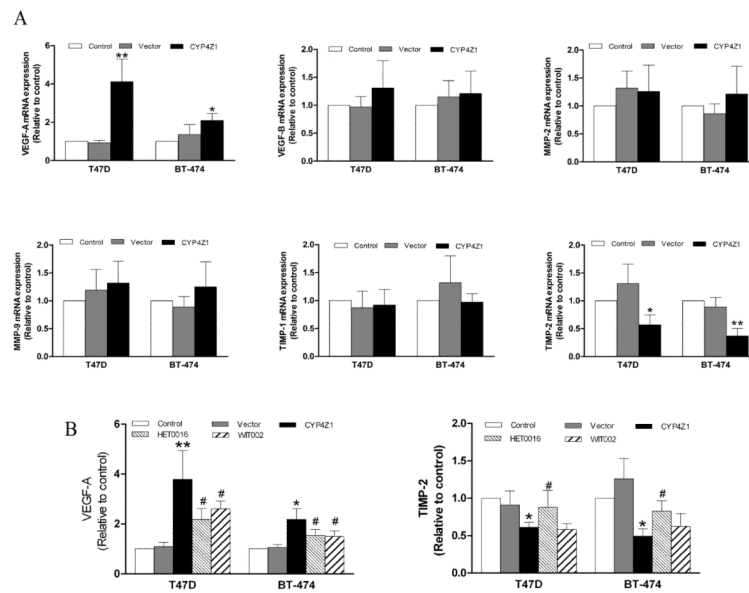 A
Control Vector CYP4Z1
VEGF-A mRNA expression
(Relative to control)
6
4
2
0
**
*
T47D BT-474
Control Vector CYP4Z1
VEGF-B mRNA expression
(Relative to control)
2.0
1.5
1.0
0.5
0.0
T47D BT-474
Control Vector CYP4Z1
MMP-2 mRNA expression
(Relative to control)
2.0
1.5
1.0
0.5
0.0
T47D BT-474
Control Vector CYP4Z1
MMP-9 mRNA expression
(Relative to control)
2.0
1.5
1.0
0.5
0.0
T47D BT-474
Control Vector CYP4Z1
TIMP-1 mRNA expression
(Relative to control)
2.0
1.5
1.0
0.5
0.0
T47D BT-474
Control Vector CYP4Z1
TIMP-2 mRNA expression
(Relative to control)
2.0
1.5
1.0
0.5
0.0
*
**
T47D BT-474
B
Control Vector CYP4Z1
HET0016 WIT002
VEGF-A
(Relative to control)
6
4
2
0
**
# #
*
# #
T47D BT-474
Control Vector CYP4Z1
HET0016 WIT002
TIMP-2
(Relative to control)
2.0
1.5
1.0
0.5
0.0
*
#
*
#
T47D BT-474